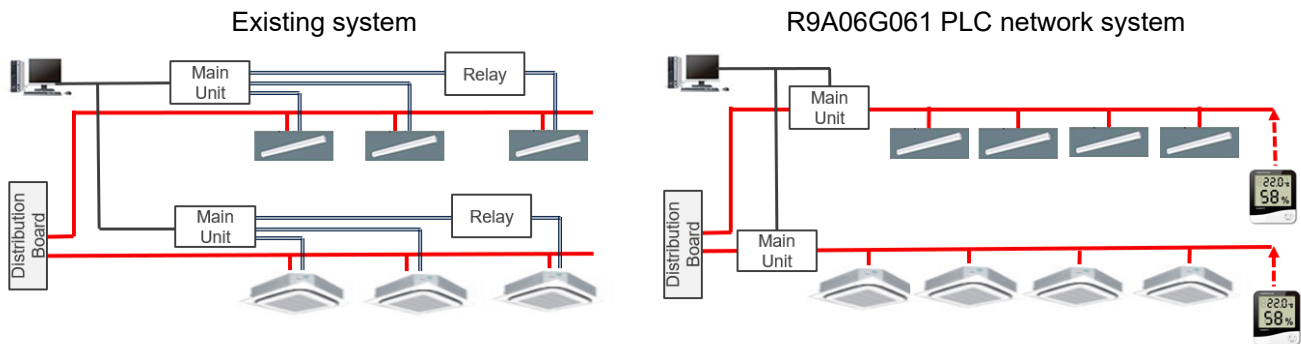 Existing system
R9A06G061 PLC network system
Main
Unit
Relay
Main
Unit
Relay
Distribution
Board
Main
Unit
Main
Unit
Distribution
Board
22.0
58 %
22.0
58 %